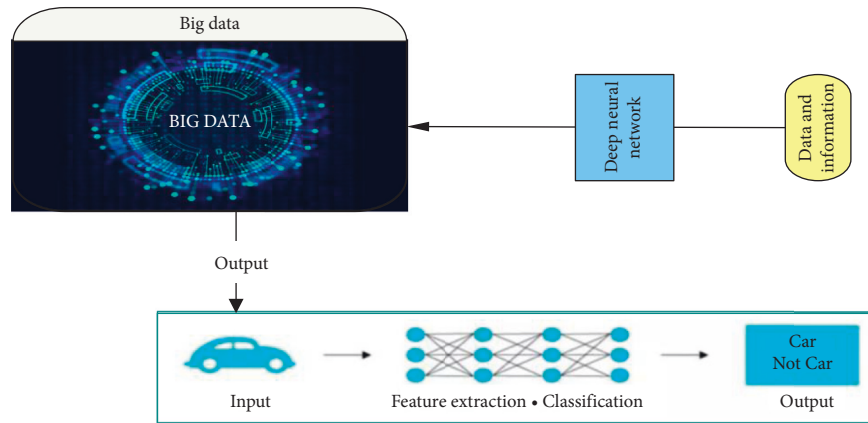 Big data
BIG DATA
Deep neural
network
Data and
information
Output
Input
Feature extraction • Classification
Car
Not Car
Output